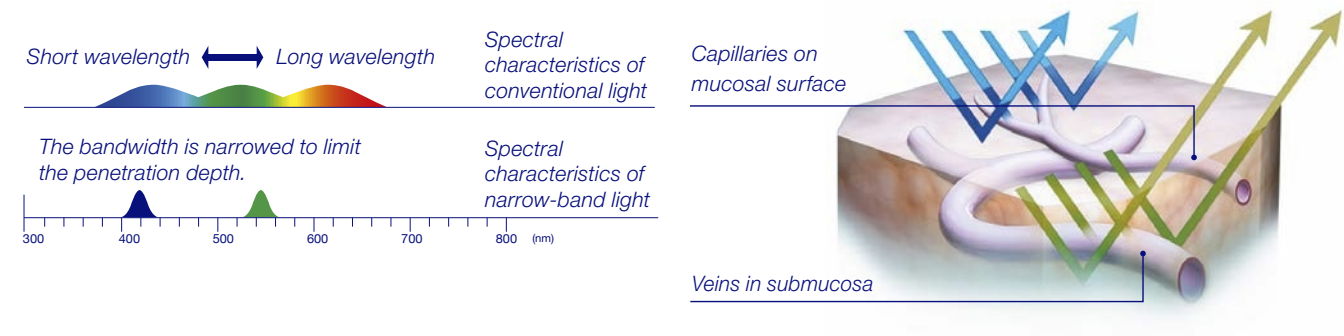 Short wavelength
Long wavelength
Spectral
characteristics of
conventional light
The bandwidth is narrowed to limit
the penetration depth.
Spectral
characteristics of
narrow-band light
300 400 500 600 700 800 (nm)
Capillaries on
mucosal surface
Veins in submucosa